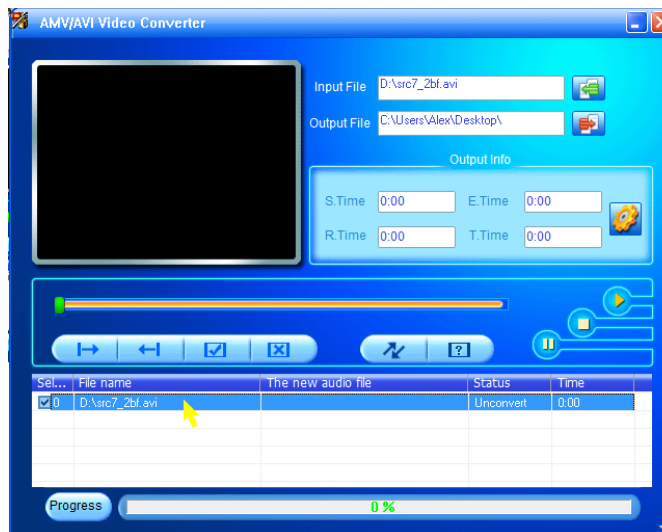 AMV/AVI Video Converter
Input File D:\src7_2bf.avi
Output File C:\Users\Alex\Desktop\
Output Info
S.Time 0:00 E.Time 0:00
R.Time 0:00 T.Time 0:00
Sel... File name The new audio file Status Time
0 D:\src7_2bf.avi Unconvert 0:00
Progress 0 %